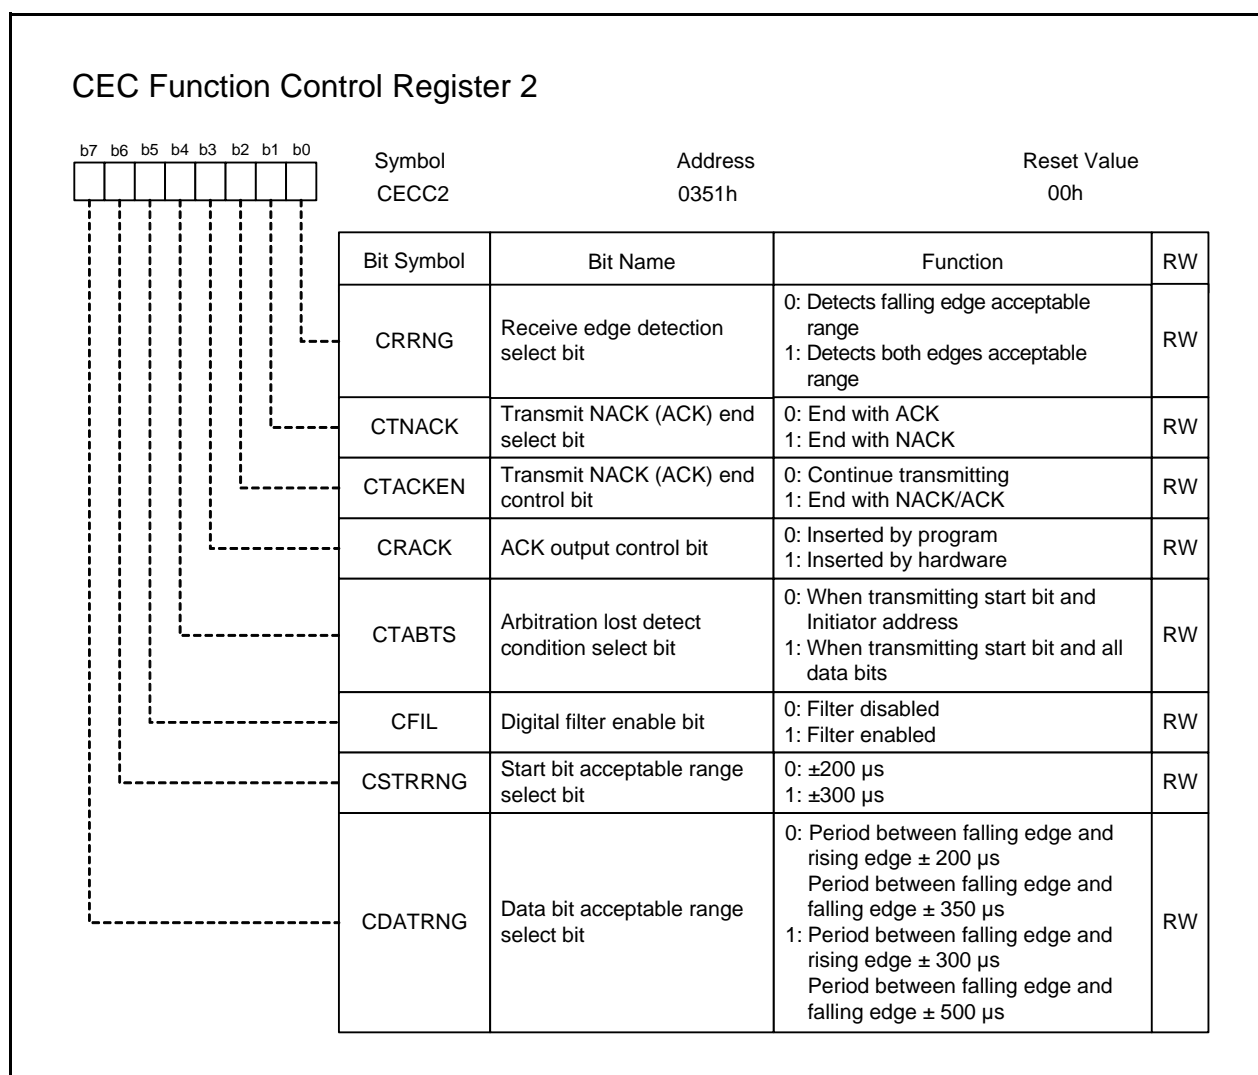 CEC Function Control Register 2
b7 b6 b5 b4 b3 b2 b1 b0
Symbol Address Reset Value
CECC2 0351h 00h
Bit Symbol Bit Name Function RW
CRRNG
Receive edge detection
select bit
0: Detects falling edge acceptable
range
1: Detects both edges acceptable
range
RW
CTNACK
Transmit NACK (ACK) end
select bit
0: End with ACK
1: End with NACK
RW
CTACKEN
Transmit NACK (ACK) end
control bit
0: Continue transmitting
1: End with NACK/ACK
RW
CRACK
ACK output control bit
0: Inserted by program
1: Inserted by hardware
RW
CTABTS
Arbitration lost detect
condition select bit
0: When transmitting start bit and
Initiator address
1: When transmitting start bit and all
data bits
RW
CFIL
Digital filter enable bit
0: Filter disabled
1: Filter enabled
RW
CSTRRNG
Start bit acceptable range
select bit
0: ±200 µs
1: ±300 µs
RW
CDATRNG
Data bit acceptable range
select bit
0: Period between falling edge and
rising edge ± 200 µs
Period between falling edge and
falling edge ± 350 µs
1: Period between falling edge and
rising edge ± 300 µs
Period between falling edge and
falling edge ± 500 µs
RW